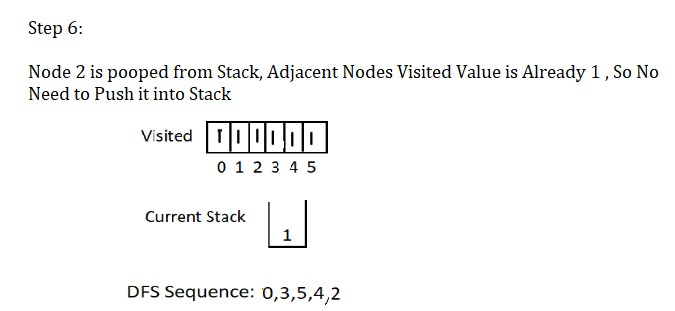 Step 6:
Node 2 is pooped from Stack, Adjacent Nodes Visited Value is Already 1 , So No
Need to Push it into Stack
Visited 1 1 1 1 1 1
0 1 2 3 4 5
Current Stack
1
DFS Sequence: 0,3,5,4,2